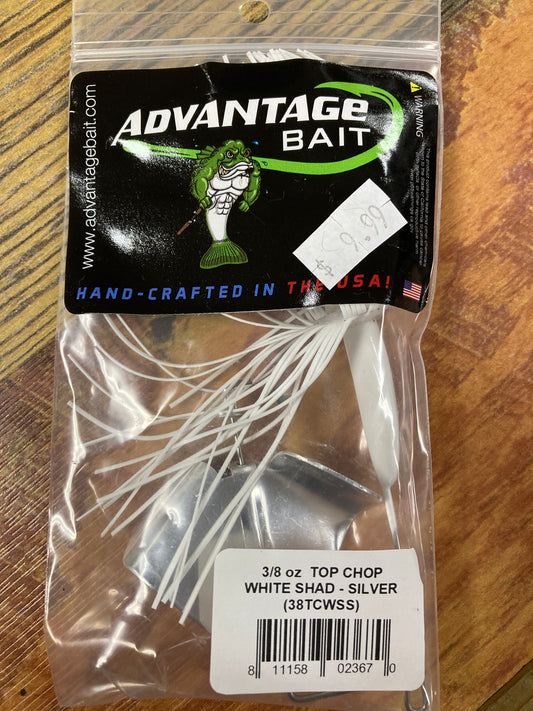 ADVANTAGE
BAIT
www.advantagebait.com
WARNING
HAND-CRAFTED IN THE USA!
3/8 oz TOP CHOP
WHITE SHAD - SILVER
(38TCWSS)
8 11158 02367 0